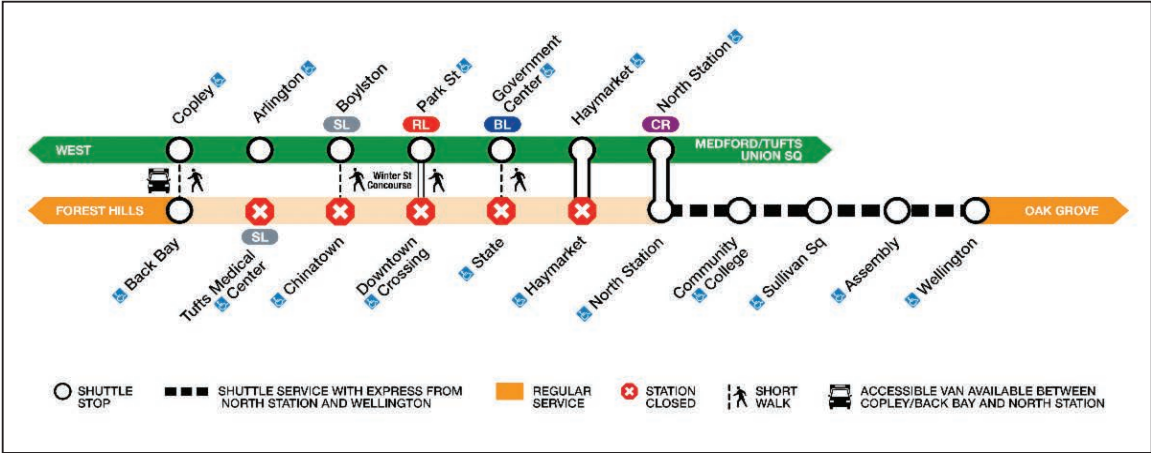 Copley
Arlington
Boylston
Park St
Government
Center
Haymarket
North Station
SL
RL
BL
CR
WEST
MEDFORD/TUFTS
UNION SQ
Winter St
Concourse
FOREST HILLS
OAK GROVE
SL
Back Bay
Tufts Medical
Center
Chinatown
Downtown
Crossing
State
Haymarket
North Station
Community
College
Sullivan Sq
Assembly
Wellington
SHUTTLE
STOP
SHUTTLE SERVICE WITH EXPRESS FROM
NORTH STATION AND WELLINGTON
REGULAR
SERVICE
STATION
CLOSED
SHORT
WALK
ACCESSIBLE VAN AVAILABLE BETWEEN
COPLEY/BACK BAY AND NORTH STATION